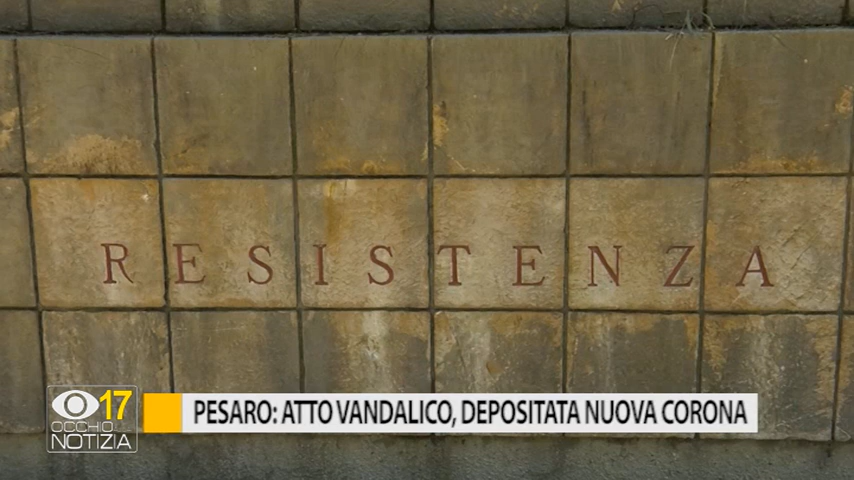 RESISTENZA
17
OCCHIO
NOTIZIA
PESARO: ATTO VANDALICO, DEPOSITATA NUOVA CORONA